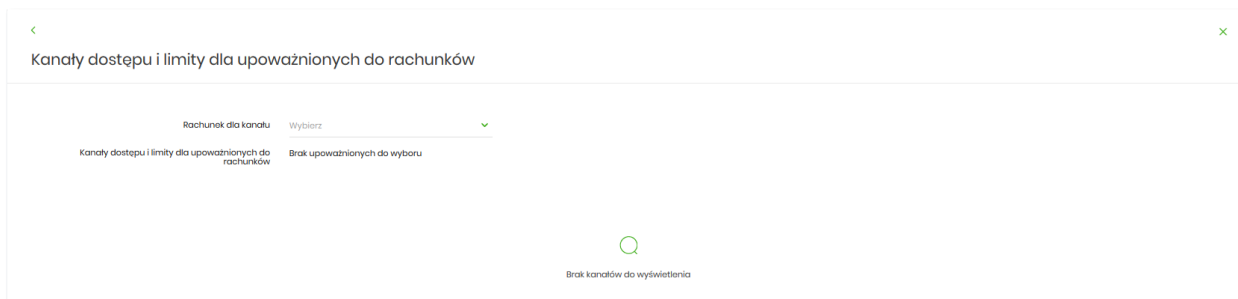 Kanały dostępu i limity dla upoważnionych do rachunków
Rachunek dla kanału
Wybierz
Kanały dostępu i limity dla upoważnionych do
rachunków
Brak upoważnionych do wyboru
Brak kanałów do wyświetlenia